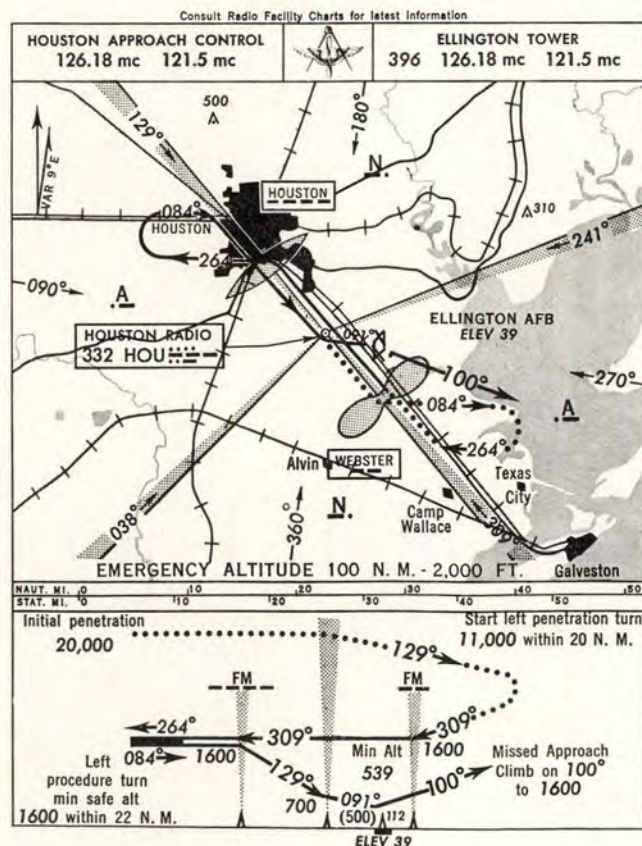 Consult Radio Facility Charts for latest Information
HOUSTON APPROACH CONTROL
126.18 mc 121.5 mc
ELLINGTON TOWER
396 126.18 mc 121.5 mc
500
129°
180°
VAR 9°E
N
HOUSTON
310
084°
HOUSTON
264°
241°
090°
A
ELLINGTON AFB
ELEV 39
HOUSTON RADIO
332 HOU
091°
100°
270°
084°
A
264°
Alvin
WEBSTER
Texas
City
038°
N
360°
Camp
Wallace
309°
EMERGENCY ALTITUDE 100 N. M. - 2,000 FT.
Galveston
NAUT. MI. 0 10 20 30 40 50
STAT. MI. 0 10 20 30 40 50
Initial penetration
20,000
Start left penetration turn
11,000 within 20 N. M.
129°
FM
FM
264°
309°
309°
084°
1600
Min Alt
539
1600
Left
procedure turn
min safe alt
1600 within 22 N. M.
129°
700
091°
(500)
112
100°
Missed Approach
Climb on 100°
to 1600
ELEV 39